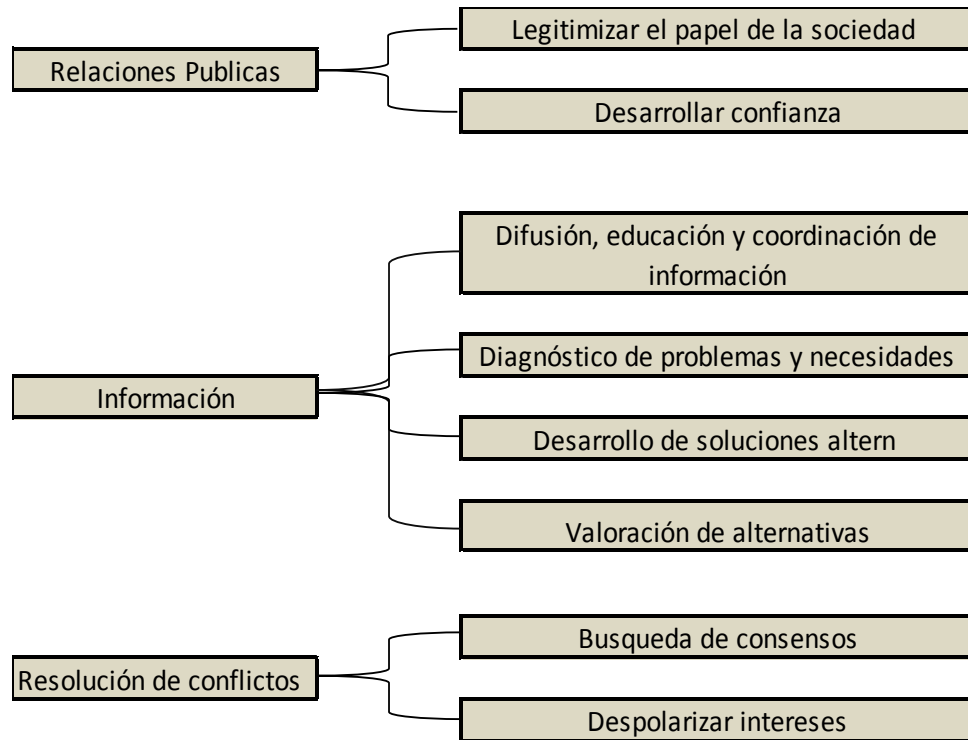 Relaciones Publicas
Legitimizar el papel de la sociedad
Desarrollar confianza
Información
Difusión, educación y coordinación de
información
Diagnóstico de problemas y necesidades
Desarrollo de soluciones altern
Valoración de alternativas
Resolución de conflictos
Busqueda de consensos
Despolarizar intereses